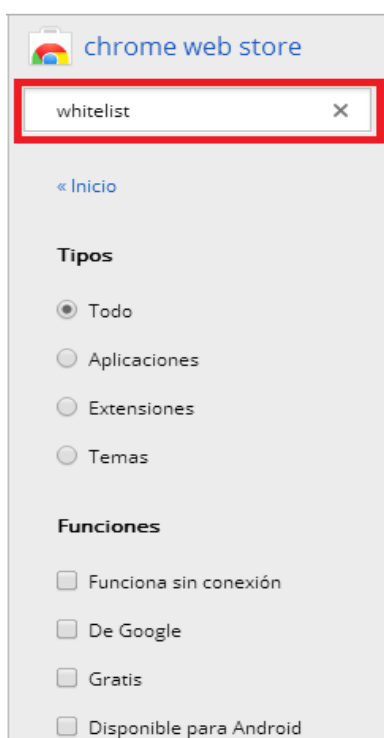 chrome web store
whitelist
« Inicio
Tipos
Todo
Aplicaciones
Extensiones
Temas
Funciones
Funciona sin conexión
De Google
Gratis
Disponible para Android